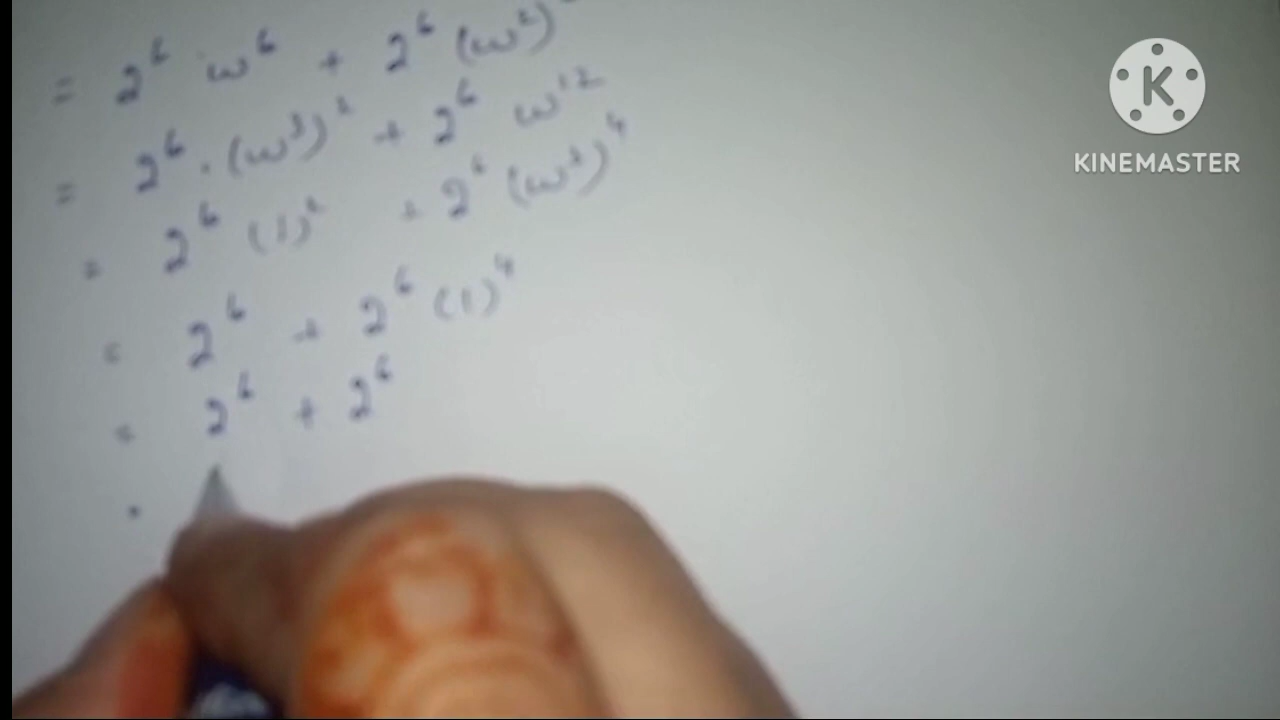 = 2⁶ ω⁶ + 2⁶ (ω²)
= 2⁶ . (ω³)² + 2⁶ ω¹²
= 2⁶ (1)² + 2⁶ (ω³)⁴
= 2⁶ + 2⁶ (1)⁴
= 2⁶ + 2⁶
KINEMASTER